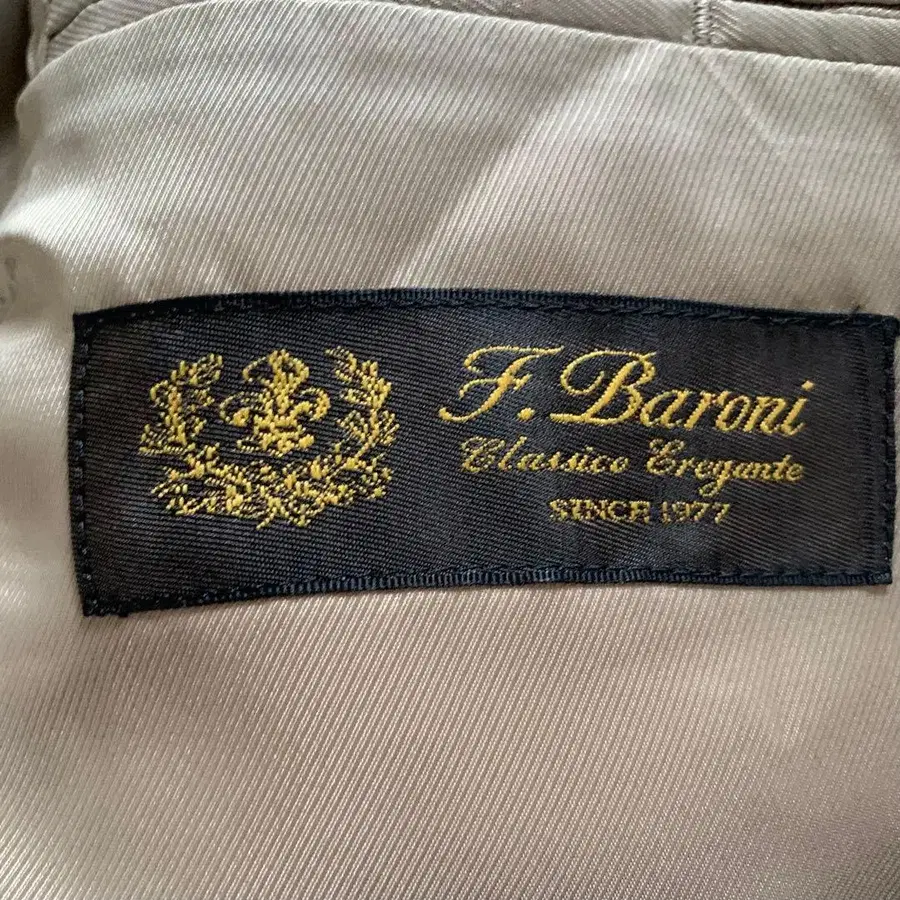 F. Baroni
Classico Eregante
SINCE 1977